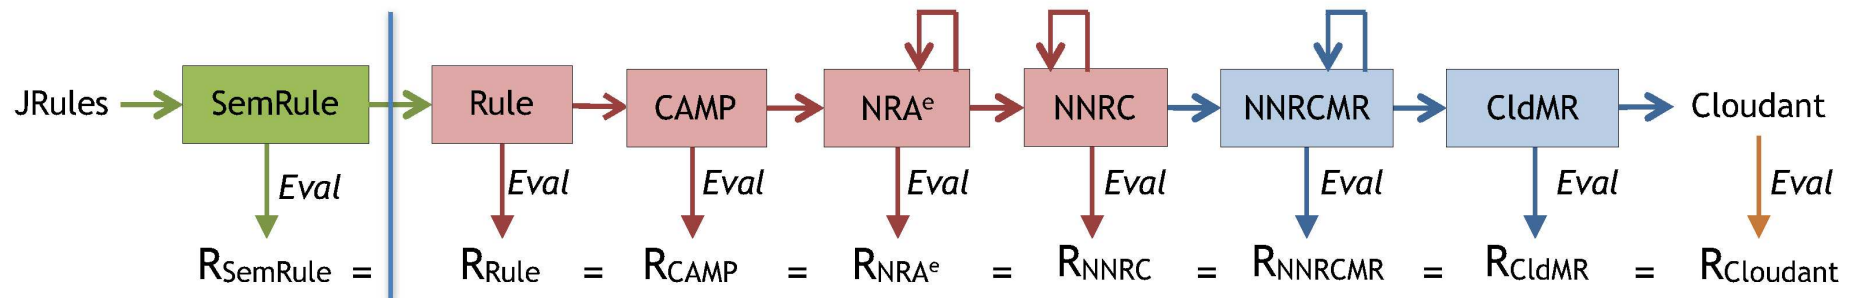 JRules SemRule Rule CAMP NRAᵉ NNRC NNRCMR CldMR Cloudant
Eval Eval Eval Eval Eval Eval Eval Eval
RSemRule = RRule = RCAMP = RNRAᵉ = RNNRC = RNNRCMR = RCldMR = RCloudant